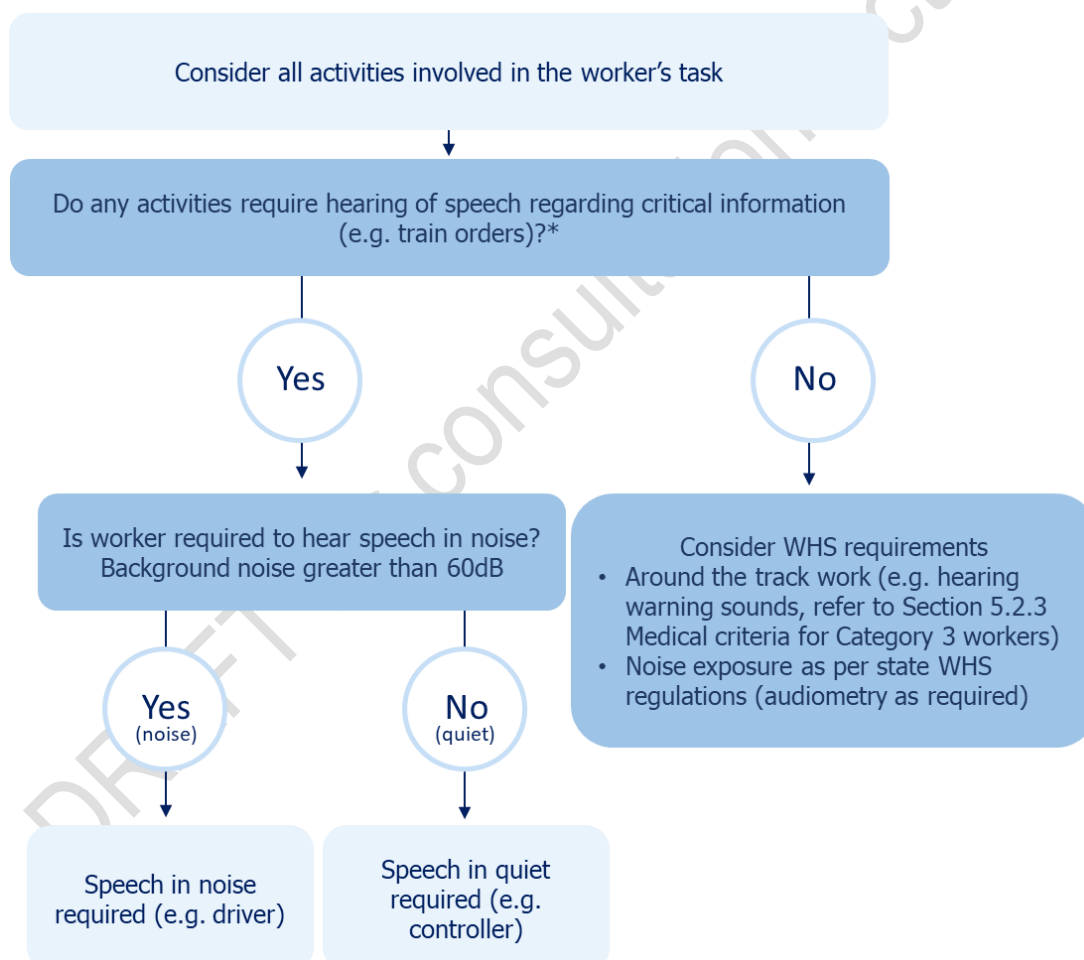 Consider all activities involved in the worker’s task
Do any activities require hearing of speech regarding critical information
(e.g. train orders)?*
Yes
No
Is worker required to hear speech in noise?
Background noise greater than 60dB
Consider WHS requirements
• Around the track work (e.g. hearing
warning sounds, refer to Section 5.2.3
Medical criteria for Category 3 workers)
• Noise exposure as per state WHS
regulations (audiometry as required)
Yes
(noise)
No
(quiet)
Speech in noise
required (e.g. driver)
Speech in quiet
required (e.g.
controller)
consultation